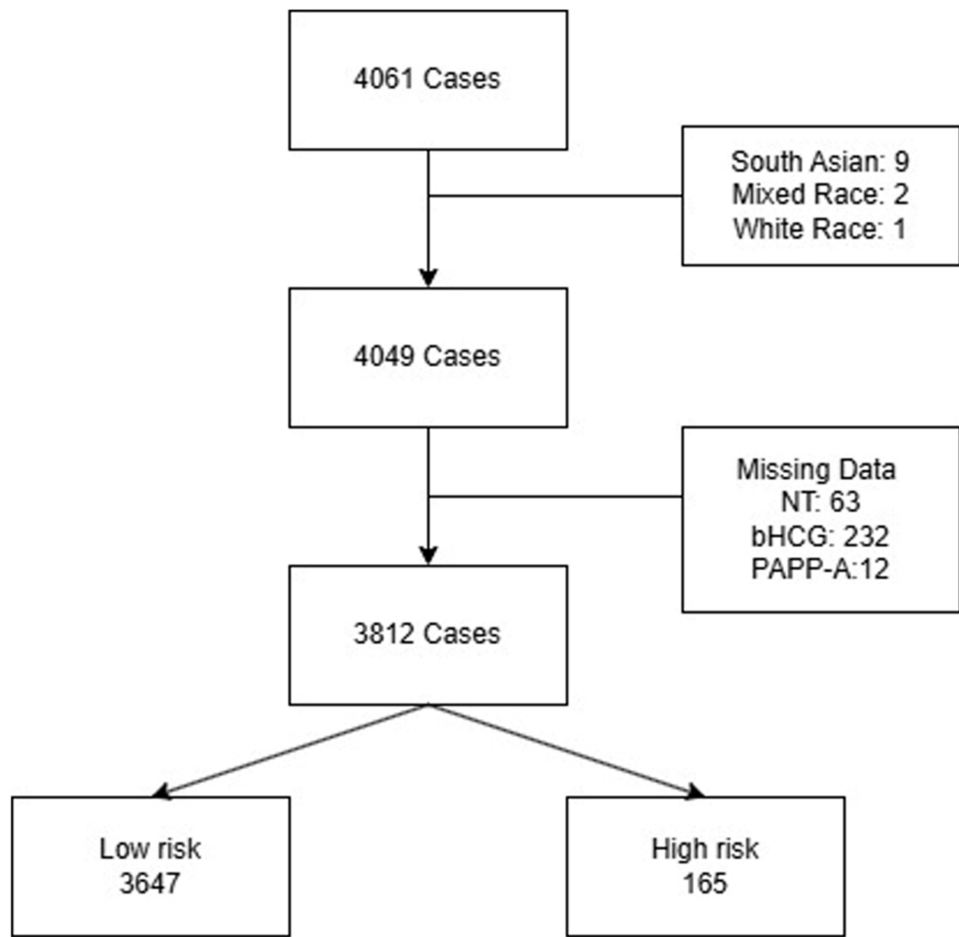 4061 Cases
South Asian: 9
Mixed Race: 2
White Race: 1
4049 Cases
Missing Data
NT: 63
bHCG: 232
PAPP-A:12
3812 Cases
Low risk
3647
High risk
165